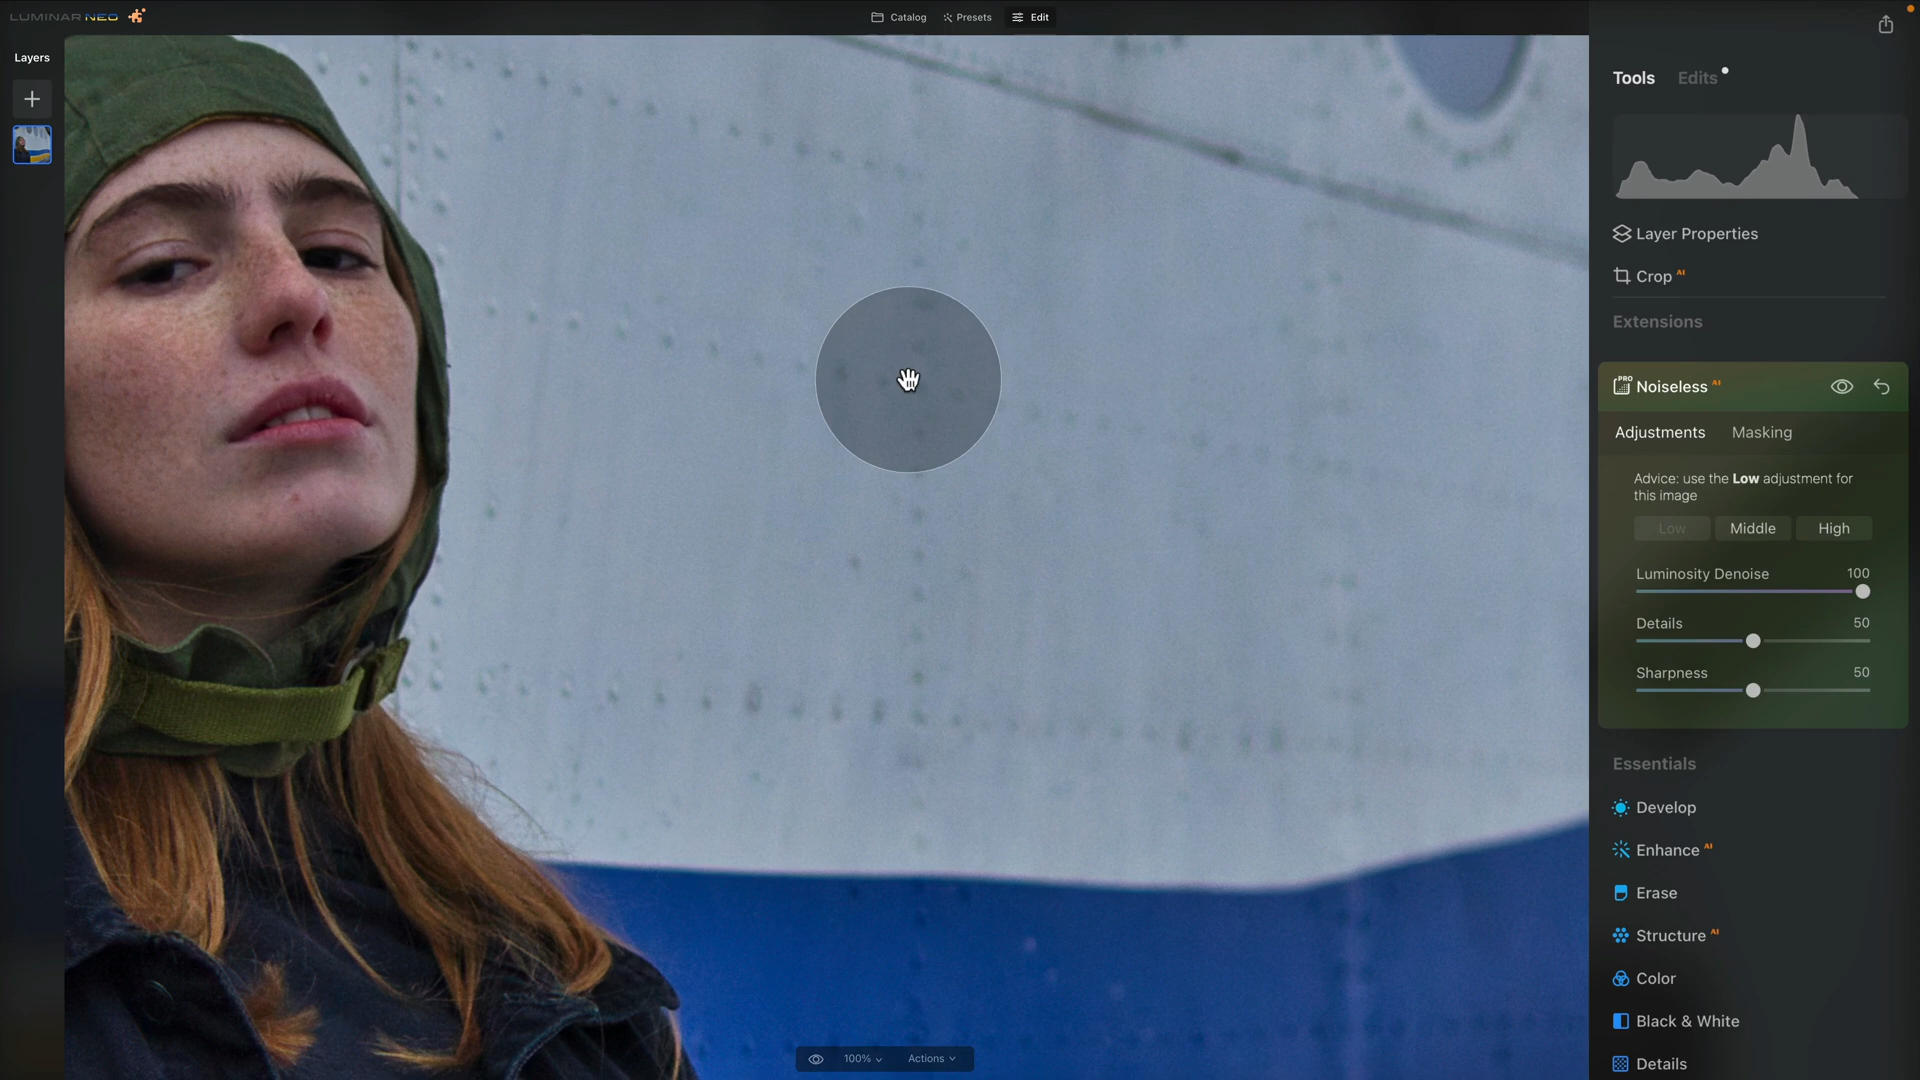 LUMINAR NEO
Catalog
Presets
Edit
Layers
Tools
Edits
Layer Properties
Crop AI
Extensions
PRO
Noiseless AI
Adjustments
Masking
Advice: use the Low adjustment for
this image
Low
Middle
High
Luminosity Denoise
100
Details
50
Sharpness
50
Essentials
Develop
Enhance AI
Erase
Structure AI
Color
Black & White
Details
100%
Actions